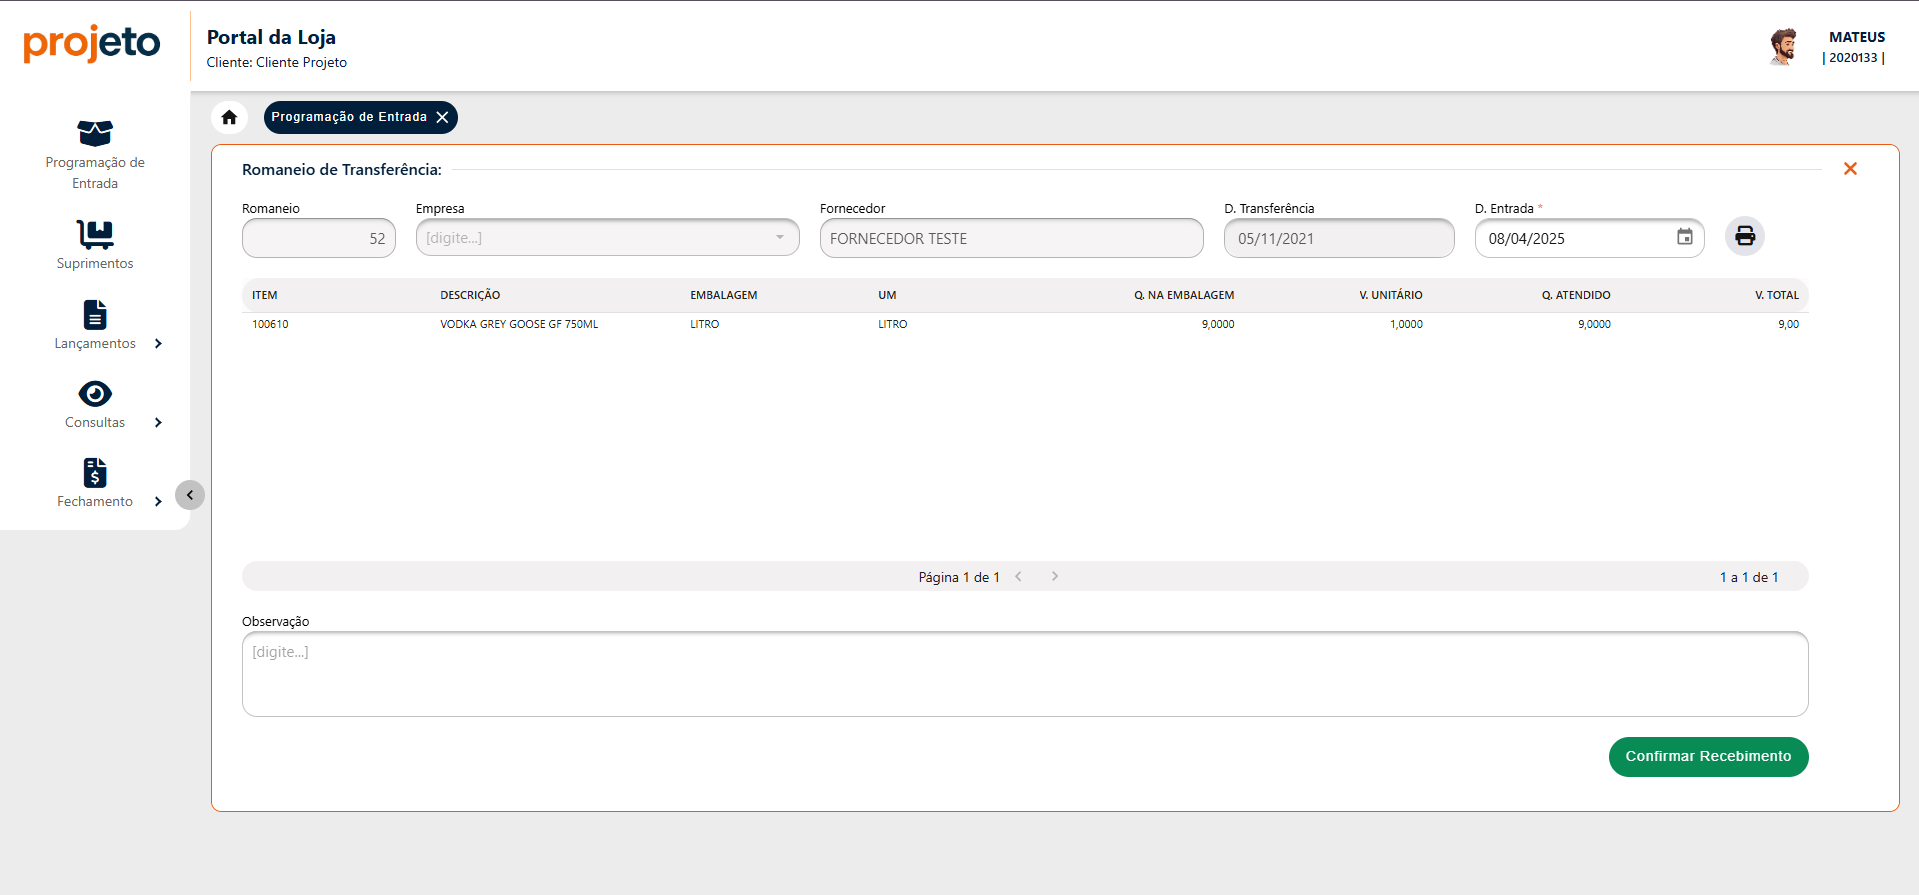 projeto
Portal da Loja
Cliente: Cliente Projeto
MATEUS
| 2020133 |
Programação de
Entrada
Suprimentos
Lançamentos
Consultas
Fechamento
Programação de Entrada
Romaneio de Transferência:
Romaneio Empresa Fornecedor D. Transferência D. Entrada *
52 [digite...] FORNECEDOR TESTE 05/11/2021 08/04/2025
ITEM DESCRIÇÃO EMBALAGEM UM Q. NA EMBALAGEM V. UNITÁRIO Q. ATENDIDO V. TOTAL
100610 VODKA GREY GOOSE GF 750ML LITRO LITRO 9,0000 1,0000 9,0000 9,00
Página 1 de 1 1 a 1 de 1
Observação
[digite...]
Confirmar Recebimento